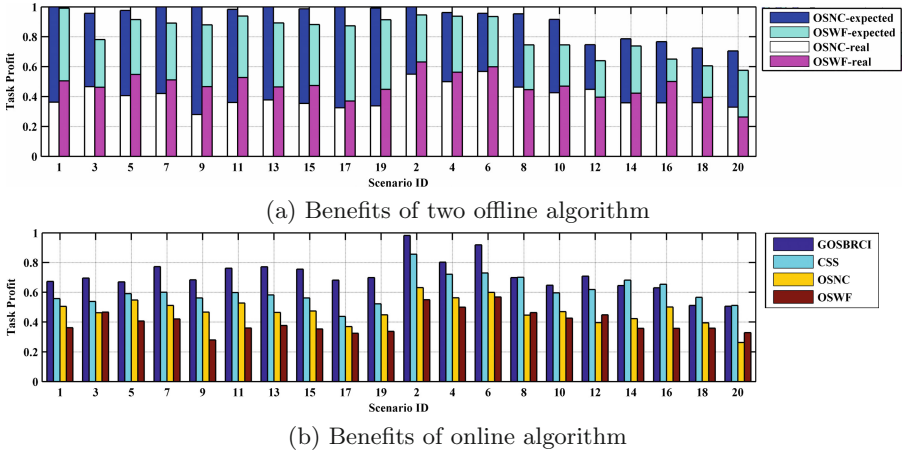 1
0.8
0.6
0.4
0.2
0
Task Profit
1 3 5 7 9 11 13 15 17 19 2 4 6 8 10 12 14 16 18 20
Scenario ID
OSNC-expected
OSWF-expected
OSNC-real
OSWF-real
(a) Benefits of two offline algorithm
1
0.8
0.6
0.4
0.2
0
Task Profit
1 3 5 7 9 11 13 15 17 19 2 4 6 8 10 12 14 16 18 20
Scenario ID
GOSBRCI
CSS
OSNC
OSWF
(b) Benefits of online algorithm